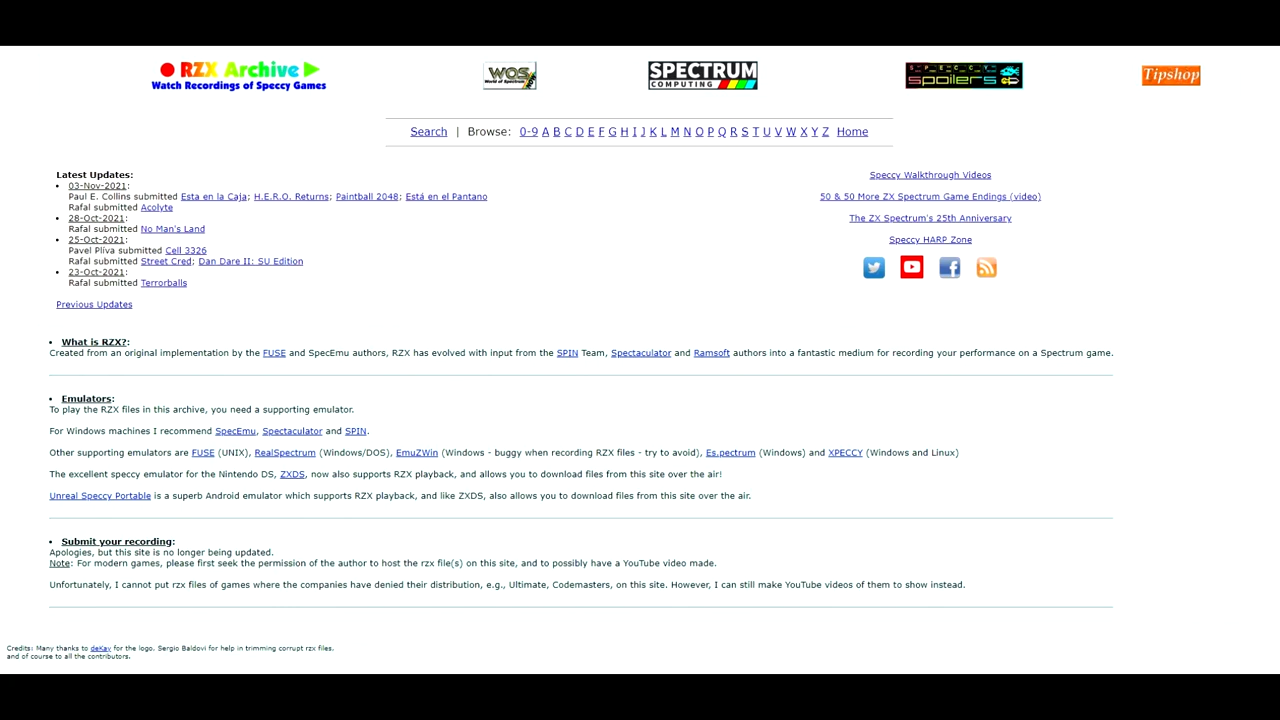 RZX Archive
Watch Recordings of Speccy Games
WOS
World of Spectrum
SPECTRUM
COMPUTING
SPECCY
spoilers
Tipshop
Search | Browse: 0-9 A B C D E F G H I J K L M N O P Q R S T U V W X Y Z Home
Latest Updates:
03-Nov-2021:
Paul E. Collins submitted Esta en la Caja; H.E.R.O. Returns; Paintball 2048; Está en el Pantano
Rafal submitted Acolyte
28-Oct-2021:
Rafal submitted No Man's Land
25-Oct-2021:
Pavel Plíva submitted Cell 3326
Rafal submitted Street Cred; Dan Dare II: SU Edition
23-Oct-2021:
Rafal submitted Terrorballs
Previous Updates
Speccy Walkthrough Videos
50 & 50 More ZX Spectrum Game Endings (video)
The ZX Spectrum's 25th Anniversary
Speccy HARP Zone
What is RZX?:
Created from an original implementation by the FUSE and SpecEmu authors, RZX has evolved with input from the SPIN Team, Spectaculator and Ramsoft authors into a fantastic medium for recording your performance on a Spectrum game.
Emulators:
To play the RZX files in this archive, you need a supporting emulator.
For Windows machines I recommend SpecEmu, Spectaculator and SPIN.
Other supporting emulators are FUSE (UNIX), RealSpectrum (Windows/DOS), EmuZWin (Windows - buggy when recording RZX files - try to avoid), Es.pectrum (Windows) and XPECCY (Windows and Linux)
The excellent speccy emulator for the Nintendo DS, ZXDS, now also supports RZX playback, and allows you to download files from this site over the air!
Unreal Speccy Portable is a superb Android emulator which supports RZX playback, and like ZXDS, also allows you to download files from this site over the air.
Submit your recording:
Apologies, but this site is no longer being updated.
Note: For modern games, please first seek the permission of the author to host the rzx file(s) on this site, and to possibly have a YouTube video made.
Unfortunately, I cannot put rzx files of games where the companies have denied their distribution, e.g., Ultimate, Codemasters, on this site. However, I can still make YouTube videos of them to show instead.
Credits: Many thanks to deKay for the logo. Sergio Baldovi for help in trimming corrupt rzx files.
and of course to all the contributors.